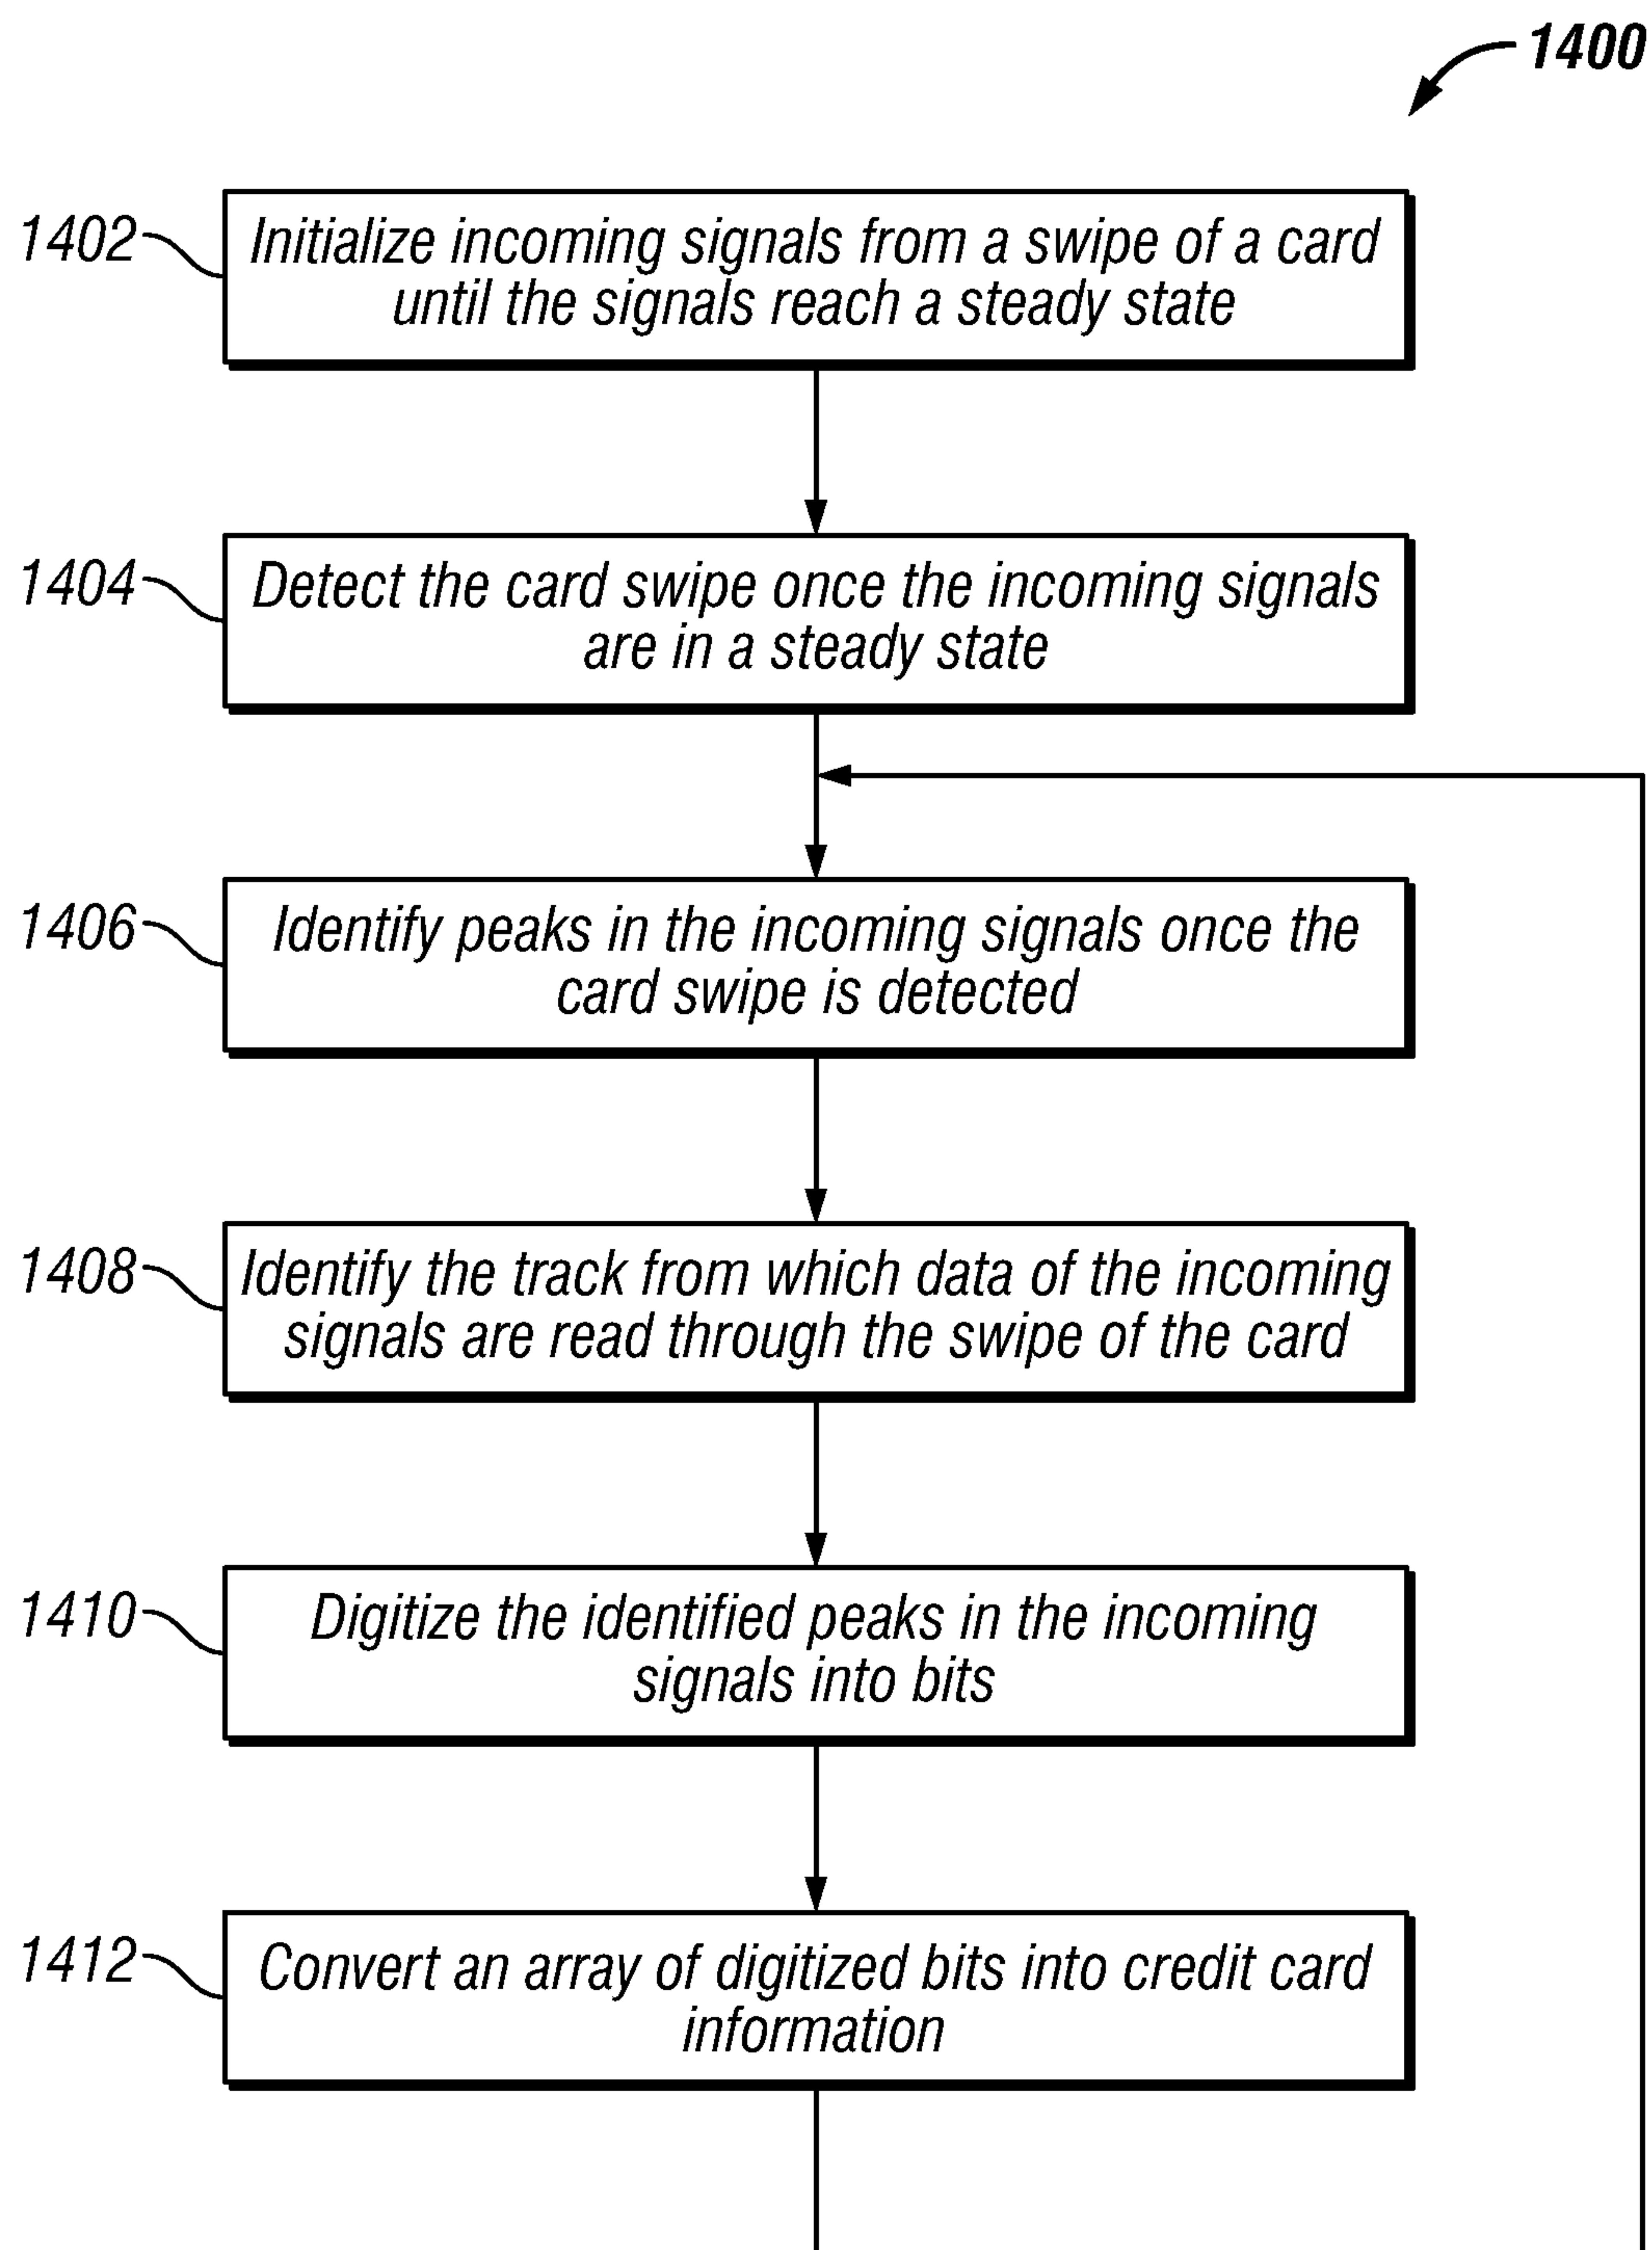 1400
1402
Initialize incoming signals from a swipe of a card
until the signals reach a steady state
1404
Detect the card swipe once the incoming signals
are in a steady state
1406
Identify peaks in the incoming signals once the
card swipe is detected
1408
Identify the track from which data of the incoming
signals are read through the swipe of the card
1410
Digitize the identified peaks in the incoming
signals into bits
1412
Convert an array of digitized bits into credit card
information